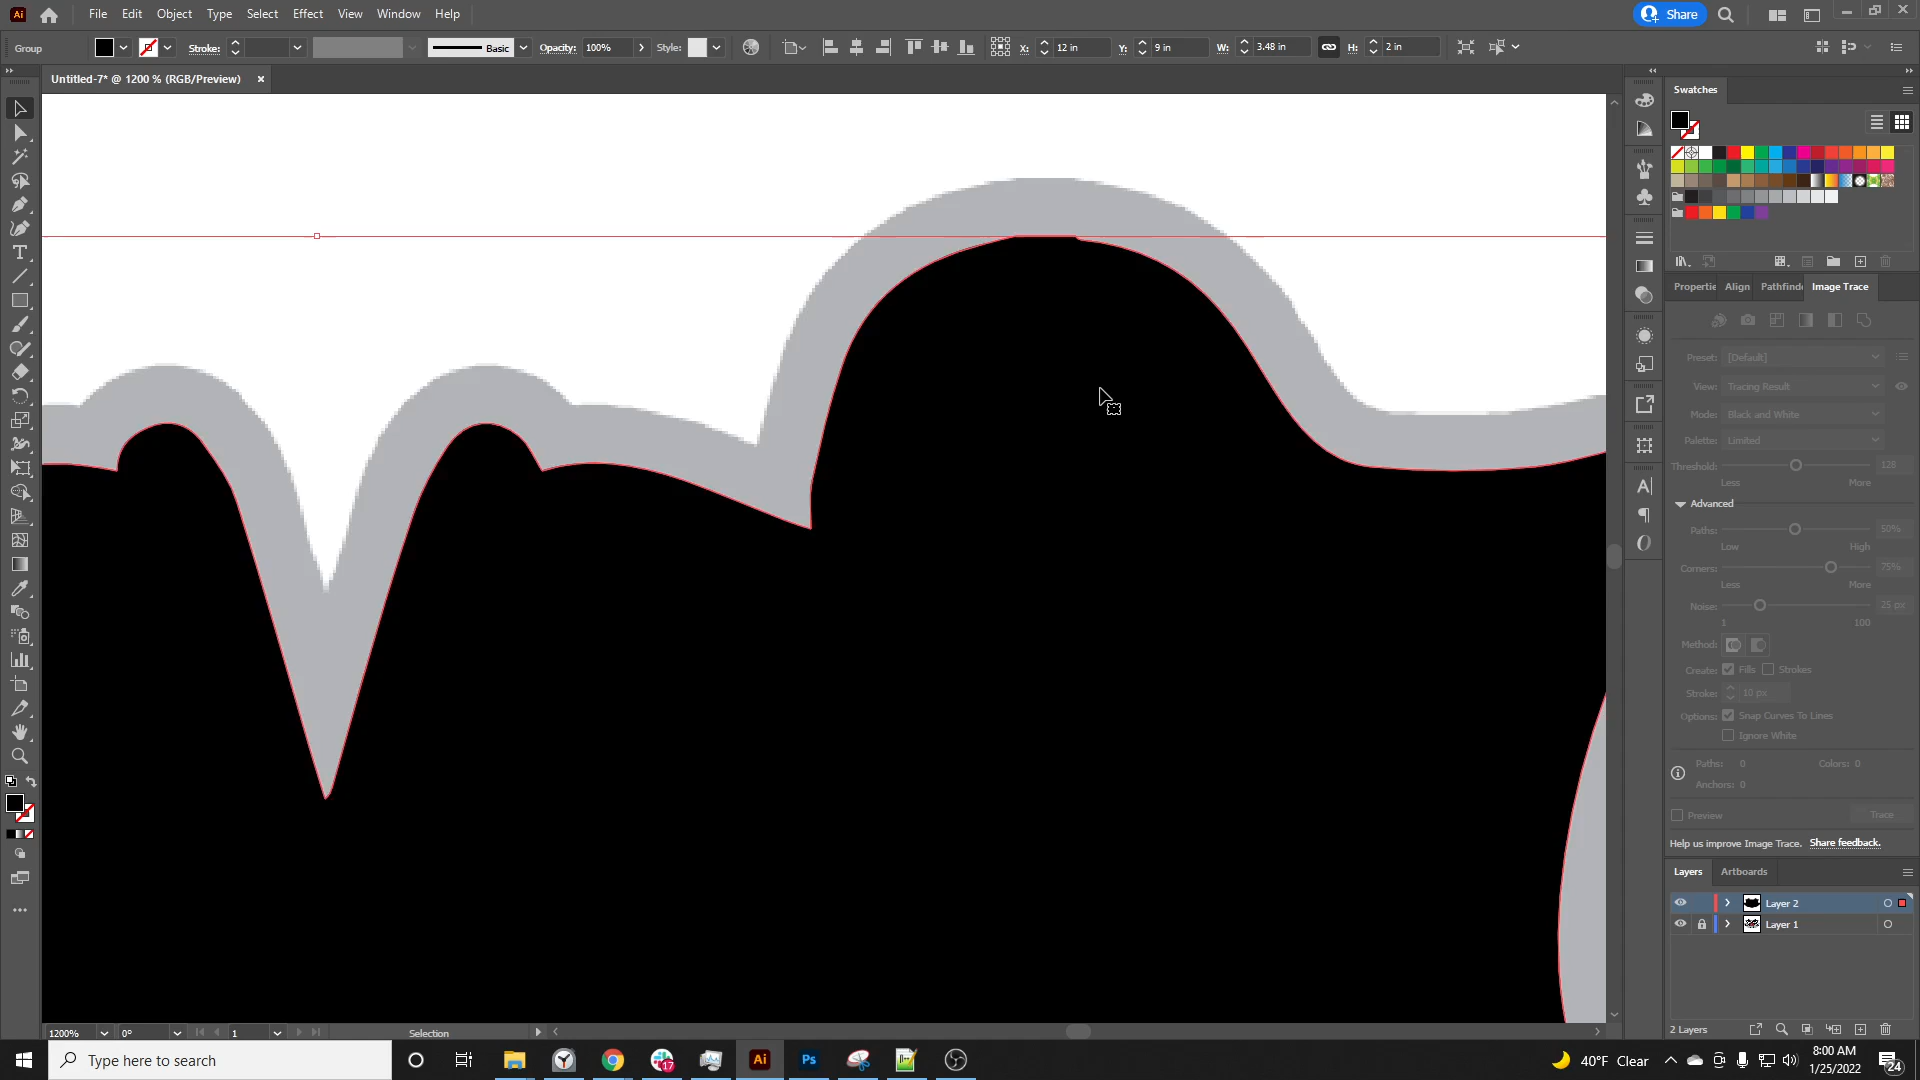 Ai File Edit Object Type Select Effect View Window Help Share
Group Stroke: Basic Opacity: 100% Style: X: 12 in Y: 9 in W: 3.48 in H: 2 in
Untitled-7* @ 1200 % (RGB/Preview) ×
Swatches
Properti Align Pathfind Image Trace
Preset: [Default]
View: Tracing Result
Mode: Black and White
Palette: Limited
Threshold: 128
Less More
Advanced
Paths: 50%
Low High
Corners: 75%
Less More
Noise: 25 px
1 100
Method:
Create: Fills Strokes
Stroke: 10 px
Options: Snap Curves To Lines
Ignore White
Paths: 0 Colors: 0
Anchors: 0
Preview Trace
Help us improve Image Trace. Share feedback.
Layers Artboards
Layer 2
Layer 1
2 Layers
1200% 0° 1 Selection
Type here to search 17 Ai Ps 40°F Clear 8:00 AM
1/25/2022 24